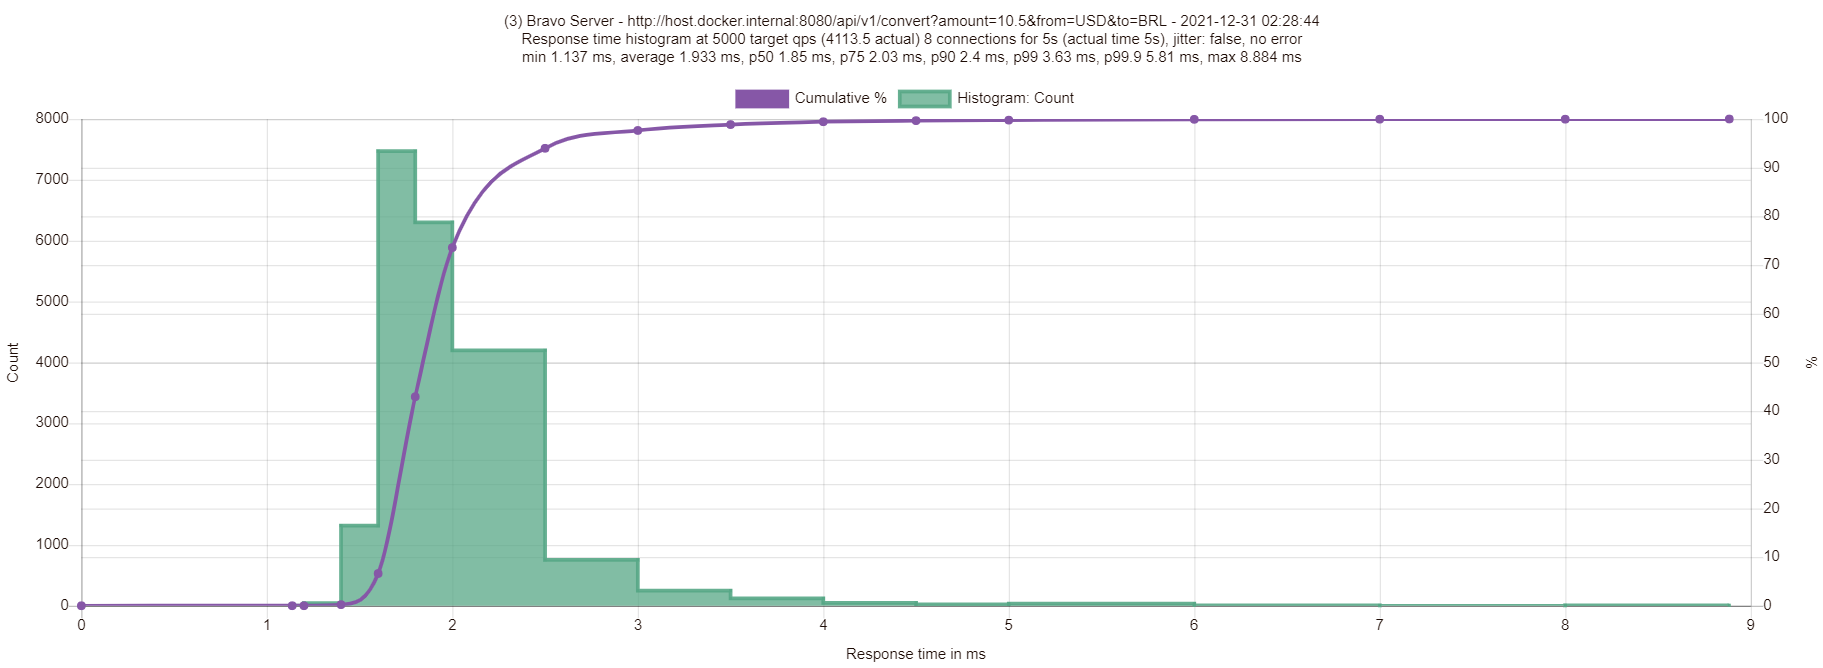 (3) Bravo Server - http://host.docker.internal:8080/api/v1/convert?amount=10.5&from=USD&to=BRL - 2021-12-31 02:28:44
Response time histogram at 5000 target qps (4113.5 actual) 8 connections for 5s (actual time 5s), jitter: false, no error
min 1.137 ms, average 1.933 ms, p50 1.85 ms, p75 2.03 ms, p90 2.4 ms, p99 3.63 ms, p99.9 5.81 ms, max 8.884 ms
Cumulative % Histogram: Count
8000 100
90
7000
80
6000
70
5000
60
4000 50
3000
40
30
2000
20
1000
10
0 0
Count
%
0 1 2 3 4 5 6 7 8 9
Response time in ms